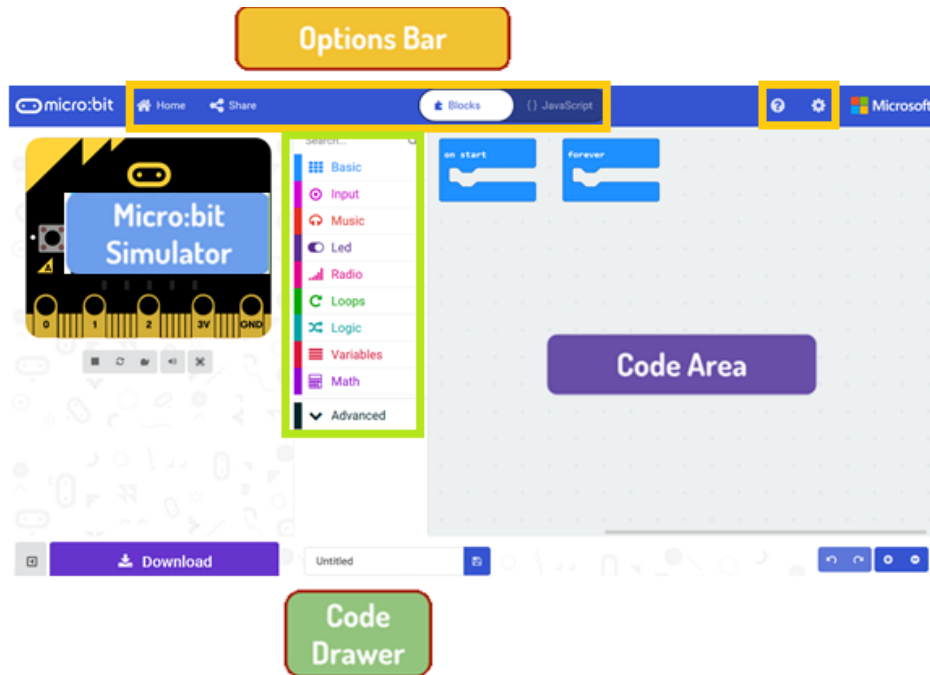 Options Bar
micro:bit Home Share Blocks {} JavaScript Microsoft
Search...
Basic
Input
Music
Led
Radio
Loops
Logic
Variables
Math
Advanced
on start
forever
Micro:bit
Simulator
0 1 2 3V GND
Code Area
Download
Untitled
Code
Drawer